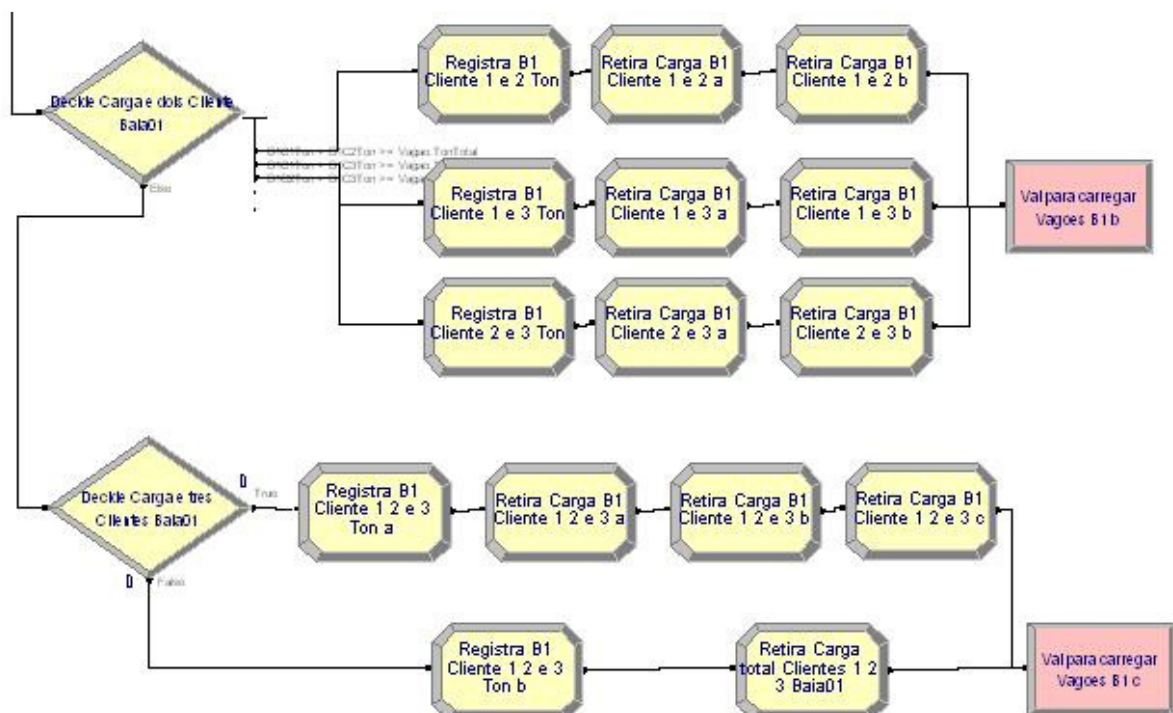 Registra B1
Cliente 1 e 2 Ton
Retira Carga B1
Cliente 1 e 2 a
Retira Carga B1
Cliente 1 e 2 b
Decide Carga e dois Cliente
Baia01
Else
Registra B1
Cliente 1 e 3 Ton
Retira Carga B1
Cliente 1 e 3 a
Retira Carga B1
Cliente 1 e 3 b
Vai para carregar
Vagoes B1 b
Registra B1
Cliente 2 e 3 Ton
Retira Carga B1
Cliente 2 e 3 a
Retira Carga B1
Cliente 2 e 3 b
Decide Carga e tres
Clientes Baia01
0
True
0
False
Registra B1
Cliente 1 2 e 3
Ton a
Retira Carga B1
Cliente 1 2 e 3 a
Retira Carga B1
Cliente 1 2 e 3 b
Retira Carga B1
Cliente 1 2 e 3 c
Registra B1
Cliente 1 2 e 3
Ton b
Retira Carga
total Clientes 1 2
3 Baia01
Vai para carregar
Vagoes B1 c